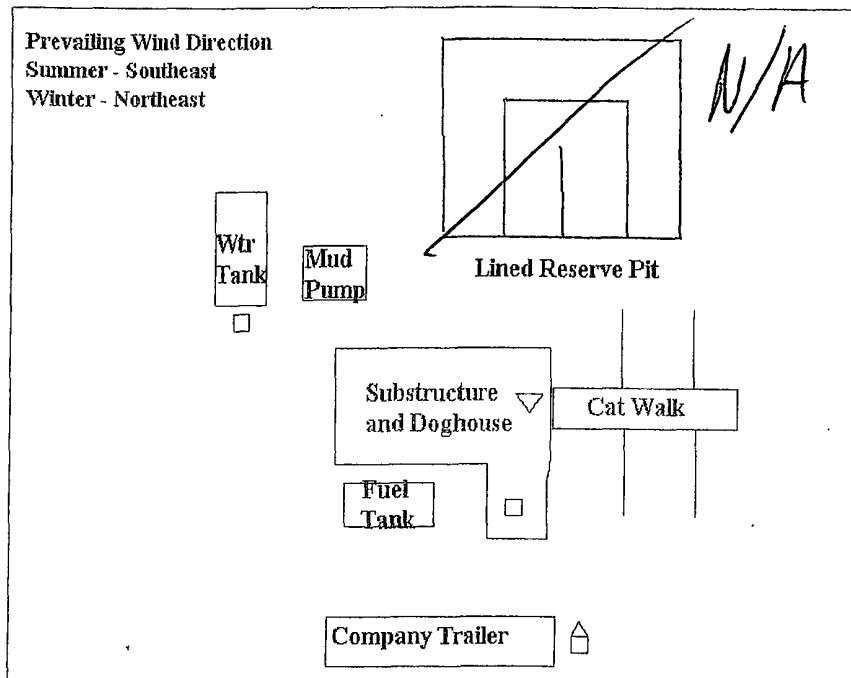 Prevailing Wind Direction
Summer - Southeast
Winter - Northeast
N/A
Wtr
Tank
Mud
Pump
Lined Reserve Pit
Substructure
and Doghouse
Cat Walk
Fuel
Tank
Company Trailer